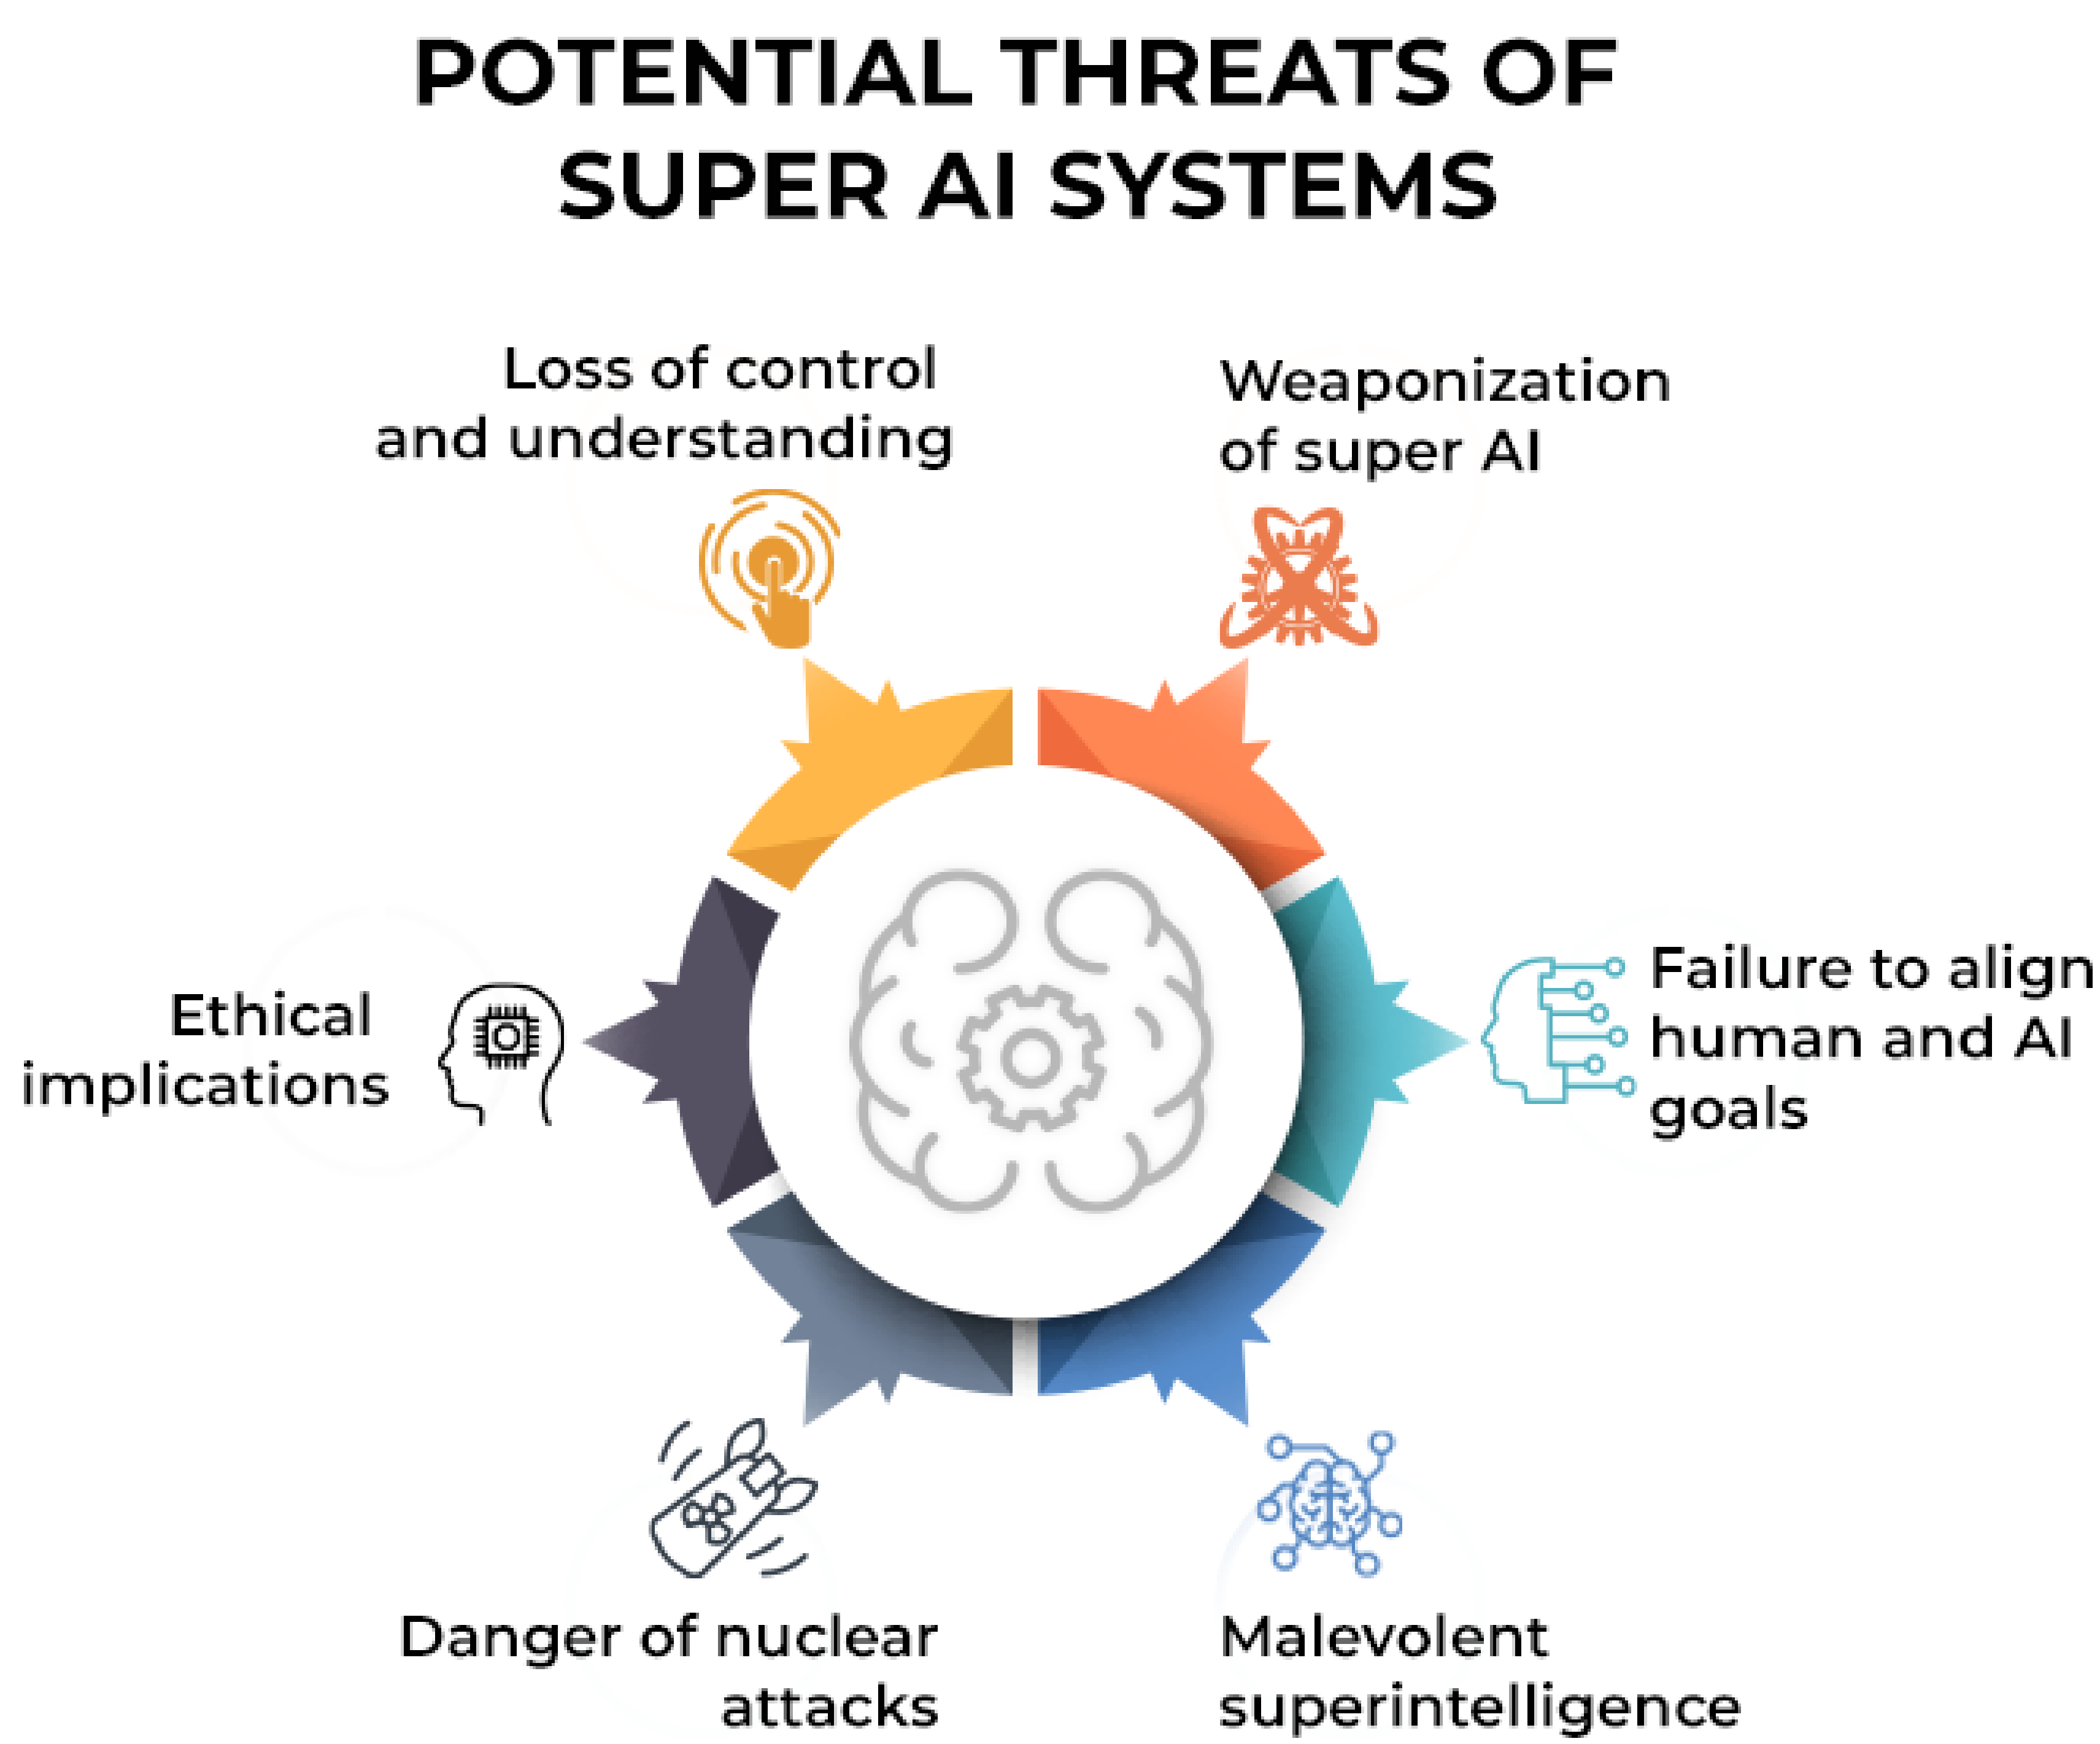 POTENTIAL THREATS OF
SUPER AI SYSTEMS
Loss of control
and understanding
Weaponization
of super AI
Ethical
implications
Failure to align
human and AI
goals
Danger of nuclear
attacks
Malevolent
superintelligence